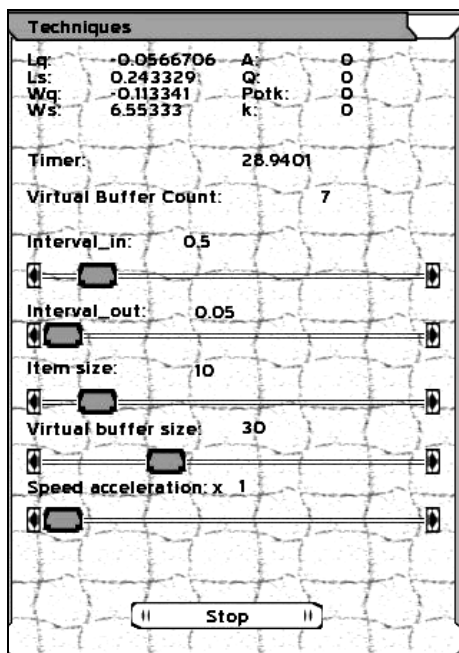 Techniques
Lq: -0.0566706 A: 0
Ls: 0.243329 Q: 0
Wq: -0.113341 Potk: 0
Ws: 6.55333 k: 0
Timer: 28.9401
Virtual Buffer Count: 7
Interval_in: 0.5
Interval_out: 0.05
Item size: 10
Virtual buffer size: 30
Speed acceleration: x 1
Stop